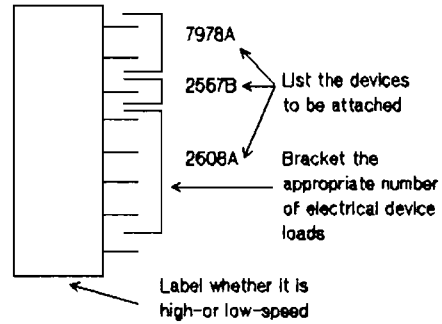 7978A
2567B
List the devices
to be attached
2608A
Bracket the
appropriate number
of electrical device
loads
Label whether it is
high-or low-speed